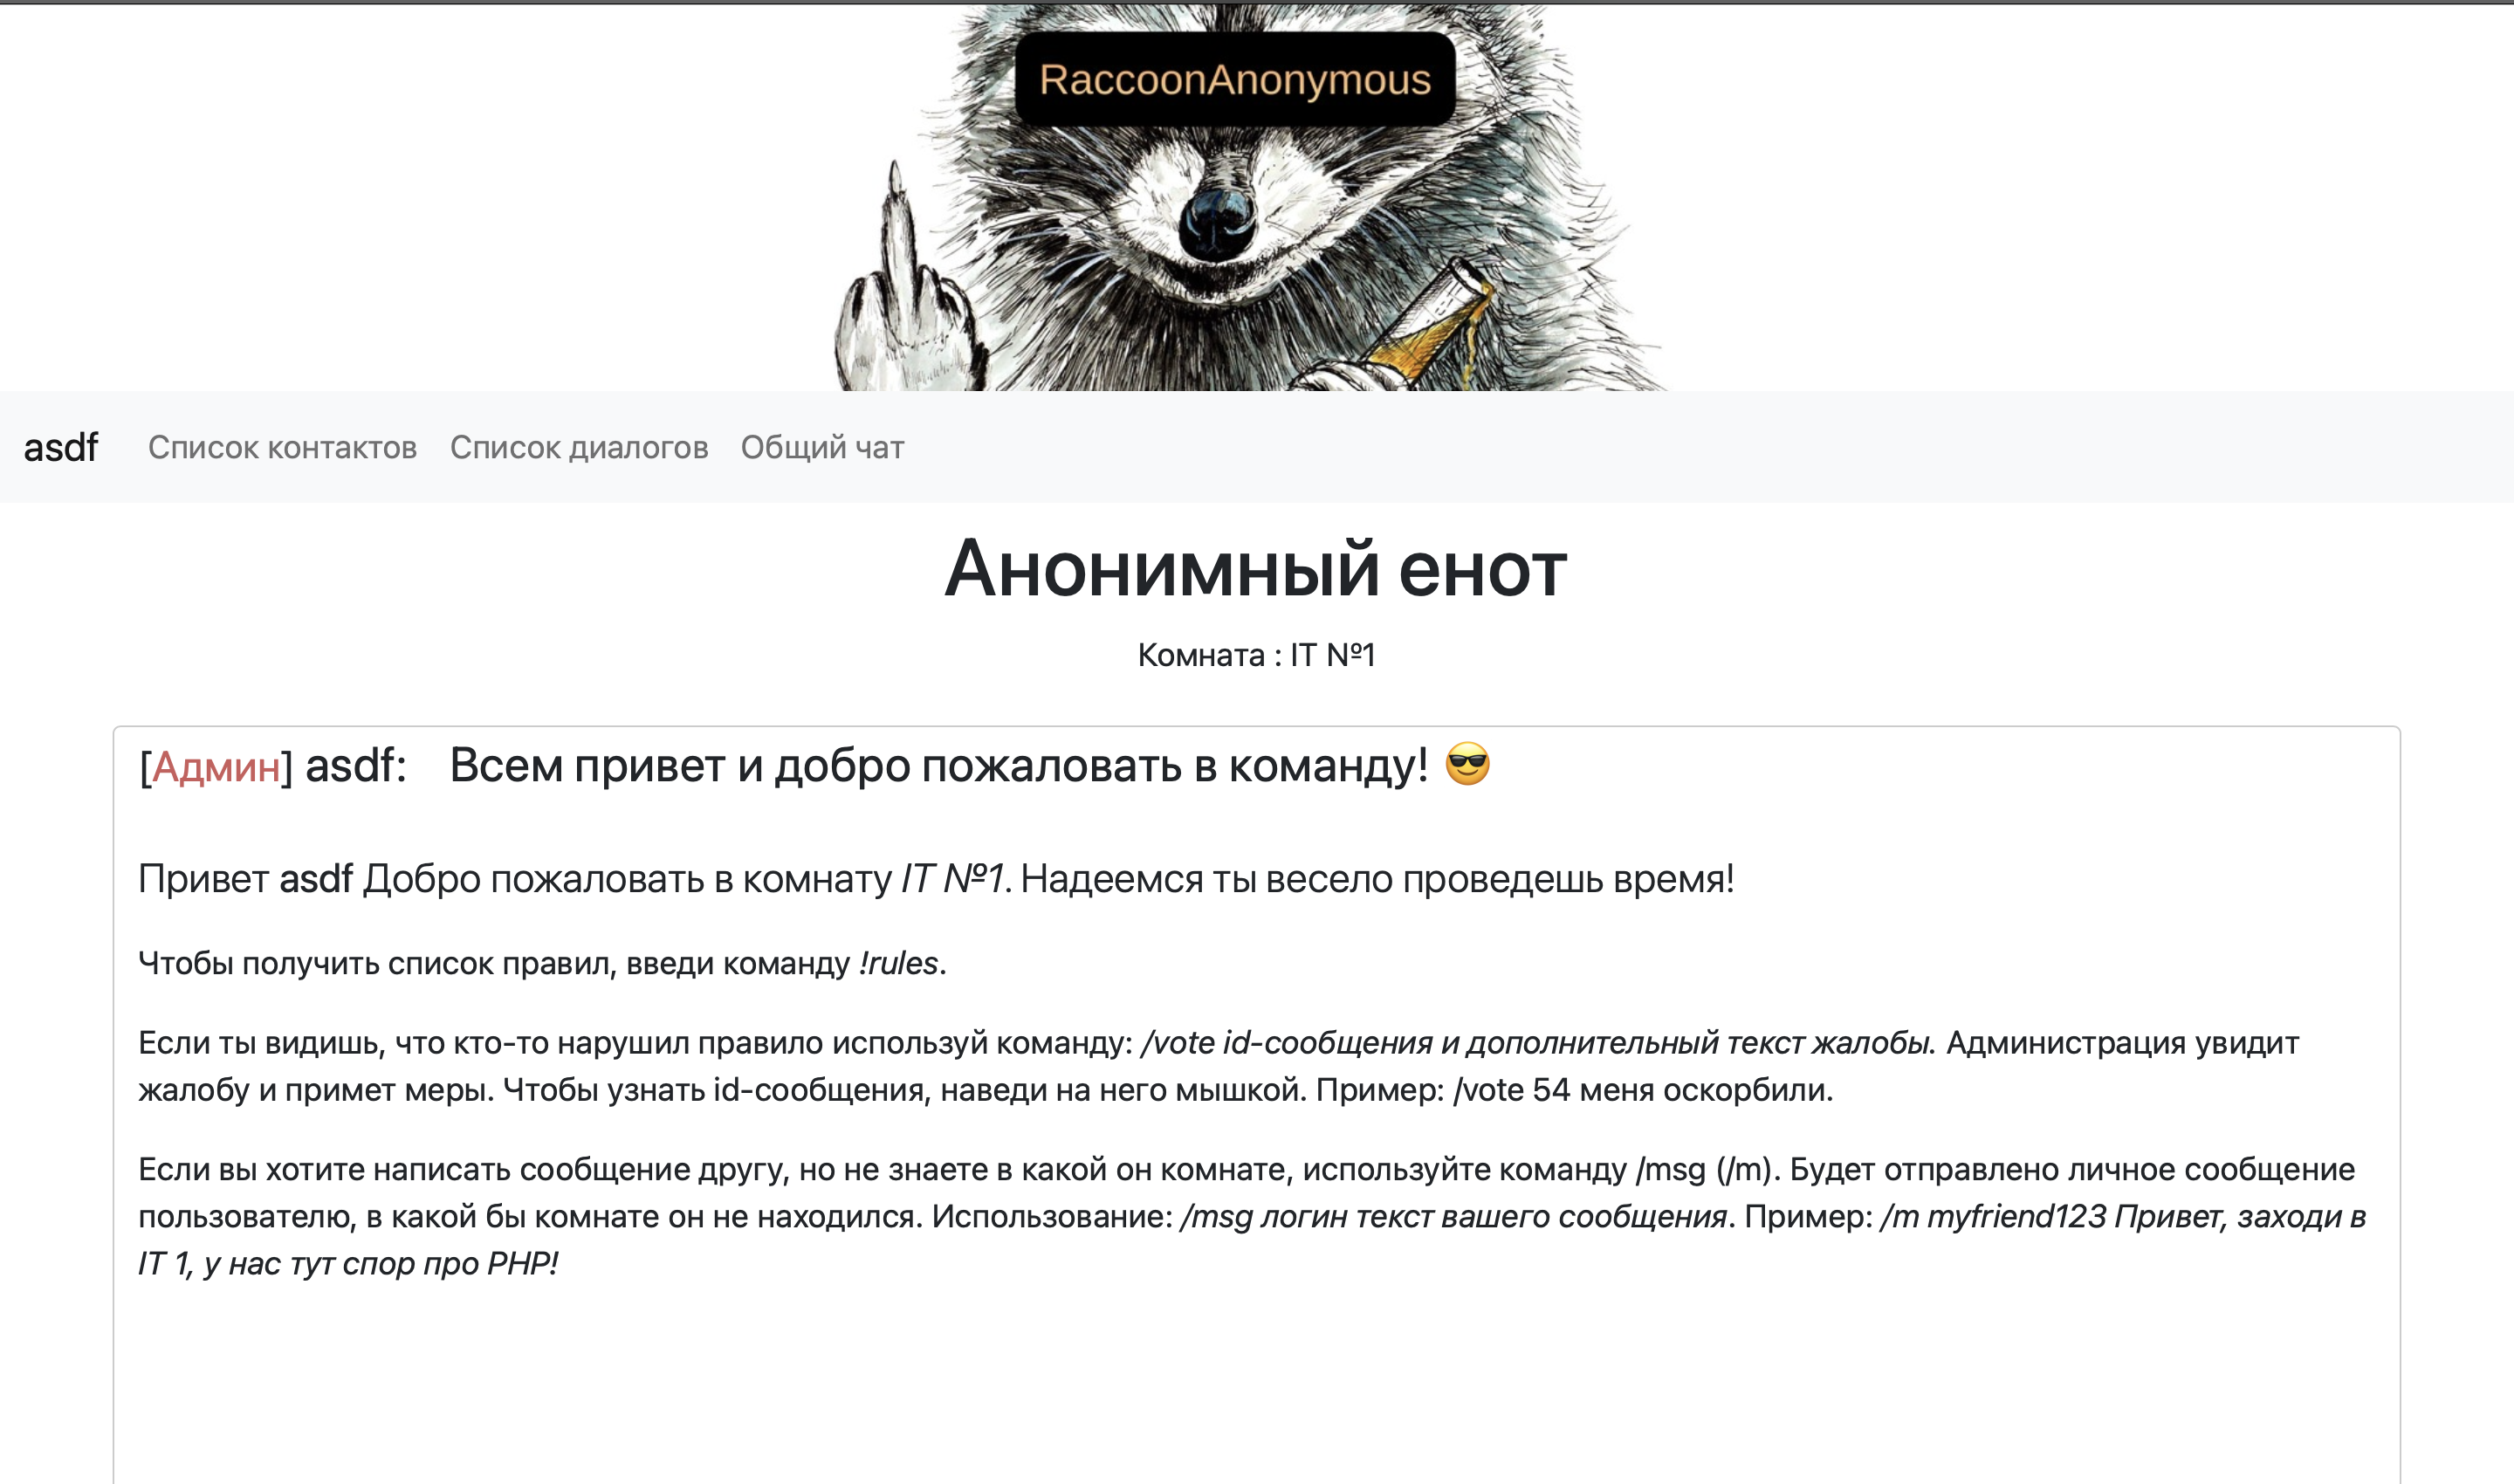 RaccoonAnonymous
asdf Список контактов Список диалогов Общий чат
Анонимный енот
Комната : IT №1
[Админ] asdf: Всем привет и добро пожаловать в команду! 😎
Привет asdf Добро пожаловать в комнату IT №1. Надеемся ты весело проведешь время!
Чтобы получить список правил, введи команду !rules.
Если ты видишь, что кто-то нарушил правило используй команду: /vote id-сообщения и дополнительный текст жалобы. Администрация увидит
жалобу и примет меры. Чтобы узнать id-сообщения, наведи на него мышкой. Пример: /vote 54 меня оскорбили.
Если вы хотите написать сообщение другу, но не знаете в какой он комнате, используйте команду /msg (/m). Будет отправлено личное сообщение
пользователю, в какой бы комнате он не находился. Использование: /msg логин текст вашего сообщения. Пример: /m myfriend123 Привет, заходи в
IT 1, у нас тут спор про PHP!